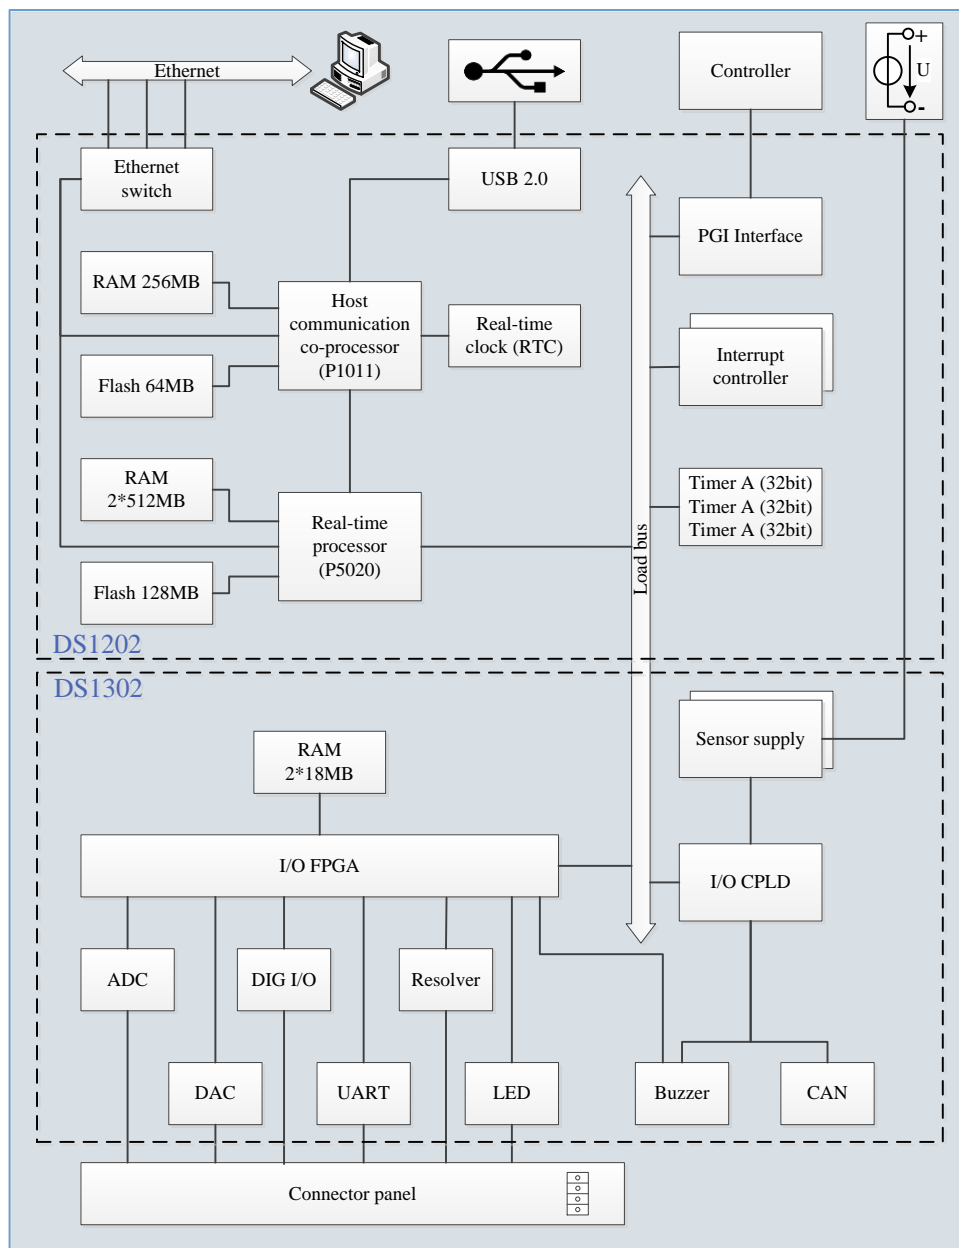 Ethernet
+
U
-
Controller
Ethernet
switch
USB 2.0
PGI Interface
RAM 256MB
Host
communication
co-processor
(P1011)
Real-time
clock (RTC)
Interrupt
controller
Flash 64MB
RAM
2*512MB
Timer A (32bit)
Timer A (32bit)
Timer A (32bit)
Real-time
processor
(P5020)
Load bus
Flash 128MB
DS1202
DS1302
Sensor supply
RAM
2*18MB
I/O FPGA
I/O CPLD
ADC
DIG I/O
Resolver
DAC
UART
LED
Buzzer
CAN
Connector panel